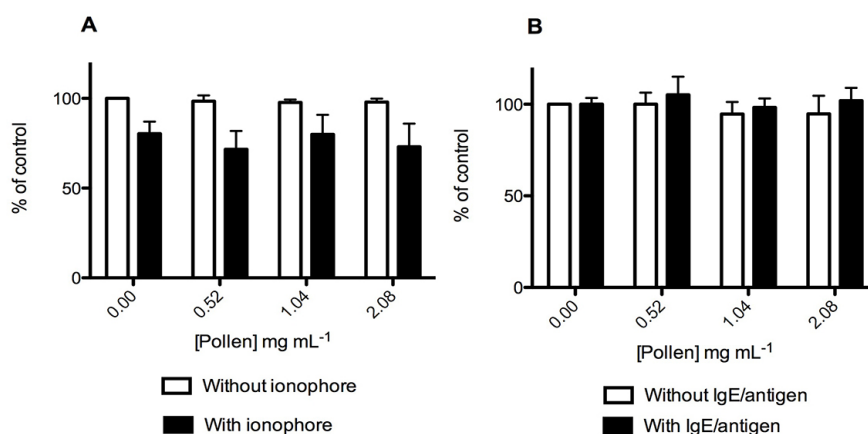 A
% of control
100
50
0
0.00
0.52
1.04
2.08
[Pollen] mg mL-1
Without ionophore
With ionophore
B
% of control
100
50
0
0.00
0.52
1.04
2.08
[Pollen] mg mL-1
Without IgE/antigen
With IgE/antigen